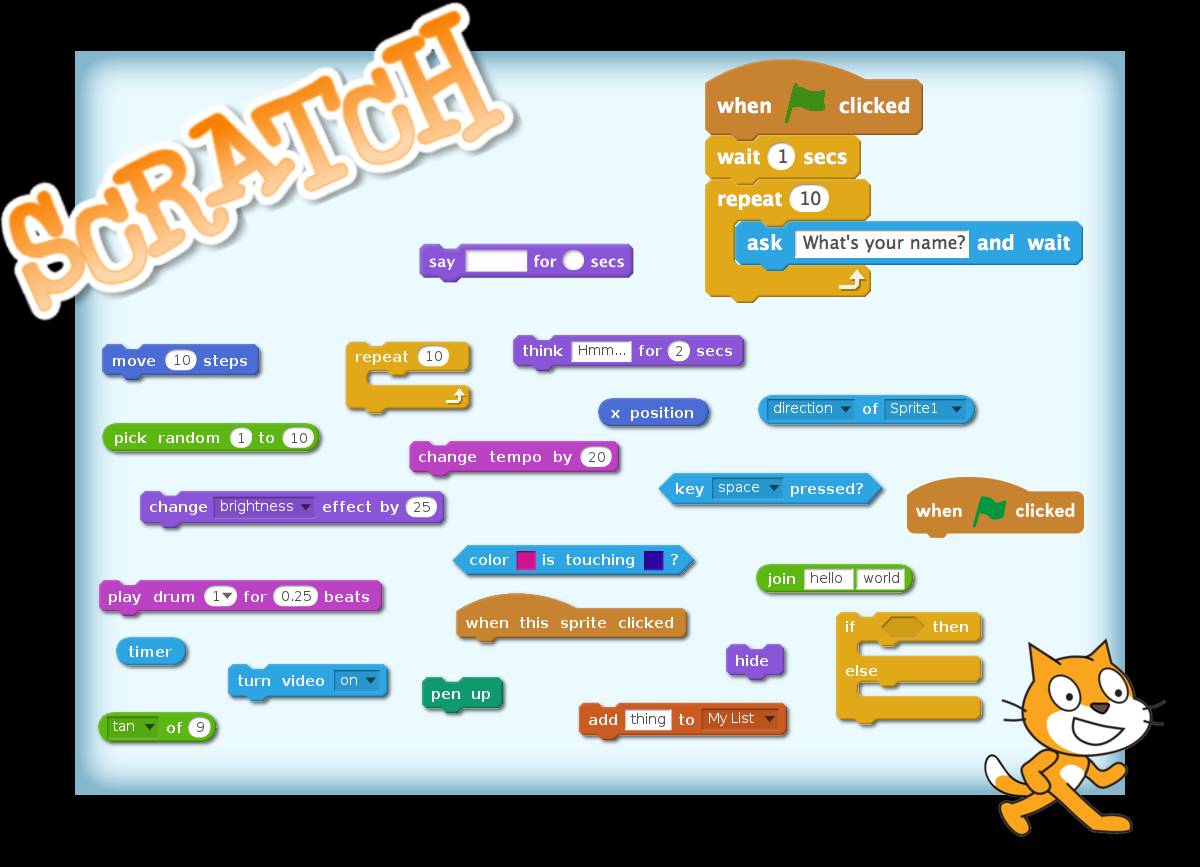 SCRATCH
when clicked
wait 1 secs
repeat 10
ask What's your name? and wait
say for secs
move 10 steps
repeat 10
think Hmm... for 2 secs
x position
direction of Sprite1
pick random 1 to 10
change tempo by 20
key space pressed?
change brightness effect by 25
when clicked
color is touching ?
join hello world
play drum 1 for 0.25 beats
when this sprite clicked
if then
else
timer
hide
turn video on
pen up
add thing to My List
tan of 9